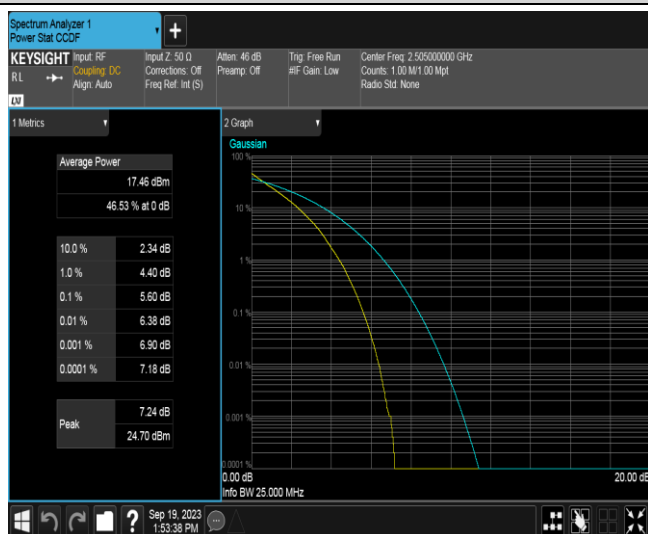 Spectrum Analyzer 1
Power Stat CCDF
+
KEYSIGHT
RL
LXI
Input: RF
Coupling: DC
Align: Auto
Input Z: 50 Ω
Corrections: Off
Freq Ref: Int (S)
Atten: 46 dB
Preamp: Off
Trig: Free Run
#IF Gain: Low
Center Freq: 2.505000000 GHz
Counts: 1.00 M/1.00 Mpt
Radio Std: None
1 Metrics
Average Power
17.46 dBm
46.53 % at 0 dB
10.0 % 2.34 dB
1.0 % 4.40 dB
0.1 % 5.60 dB
0.01 % 6.38 dB
0.001 % 6.90 dB
0.0001 % 7.18 dB
Peak
7.24 dB
24.70 dBm
2 Graph
Gaussian
100 %
10 %
1 %
0.1 %
0.01 %
0.001 %
0.0001 %
0.00 dB
20.00 dB
Info BW 25.000 MHz
?
Sep 19, 2023
1:53:38 PM